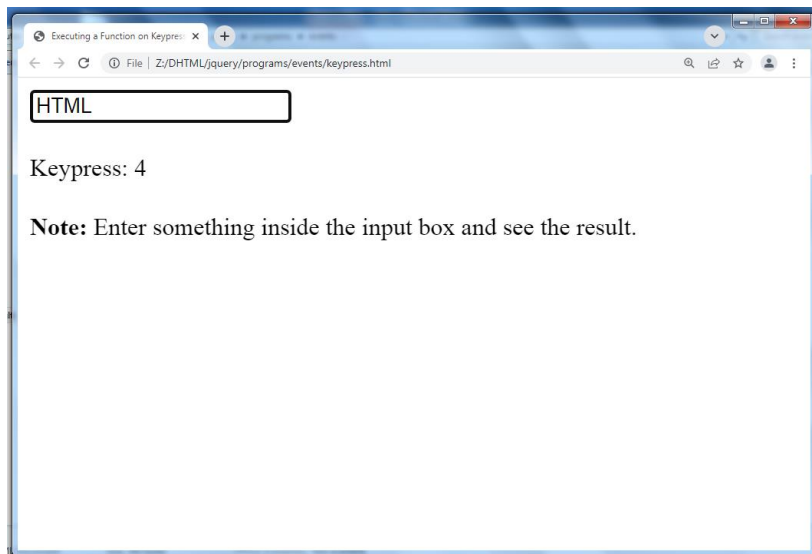 Executing a Function on Keypres
File | Z:/DHTML/jquery/programs/events/keypress.html
HTML
Keypress: 4
Note: Enter something inside the input box and see the result.